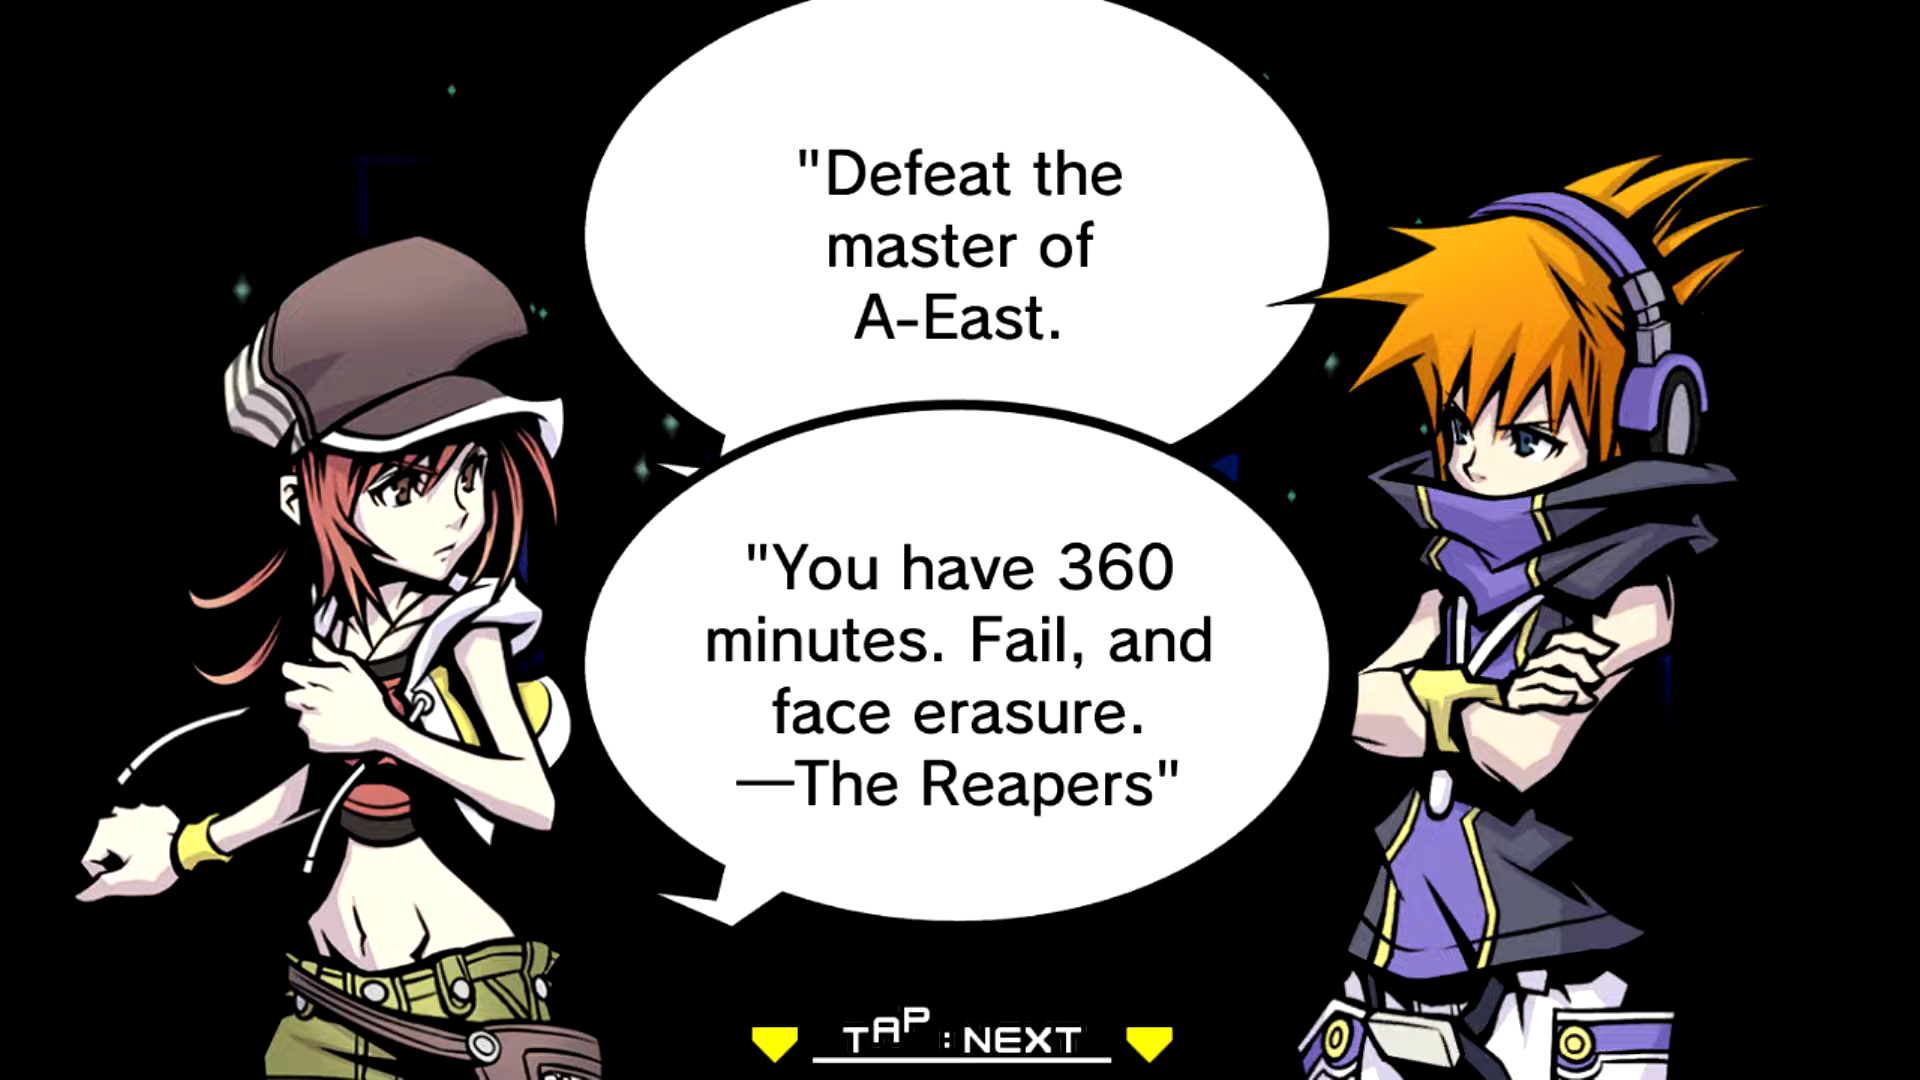 "Defeat the
master of
A-East.
"You have 360
minutes. Fail, and
face erasure.
—The Reapers"
TAP : NEXT